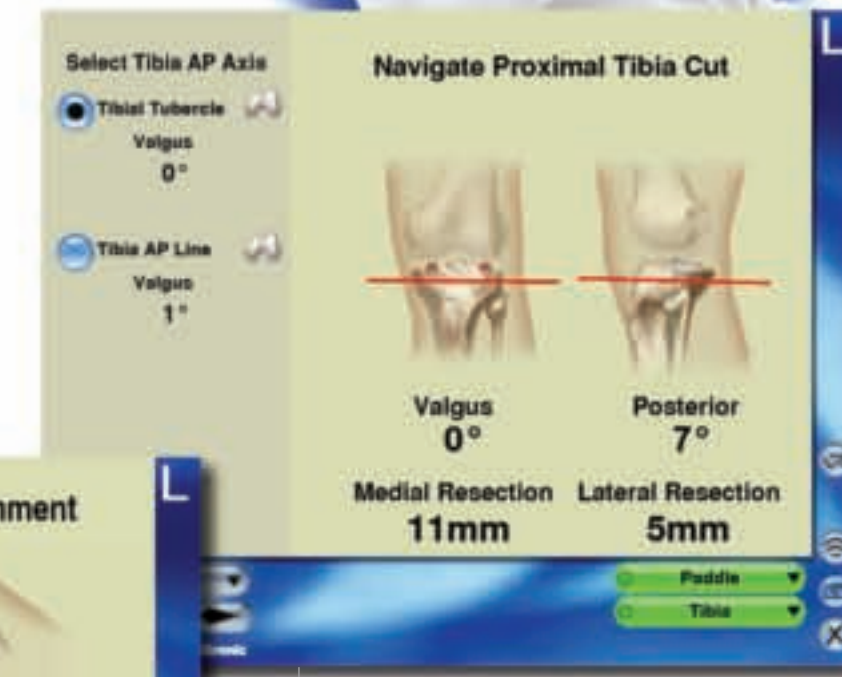 Select Tibia AP Axis
Tibial Tubercle
Valgus
0°
Tibia AP Line
Valgus
1°
Navigate Proximal Tibia Cut
Valgus
0°
Posterior
7°
Medial Resection
11mm
Lateral Resection
5mm
L
Paddle
Tibia
L